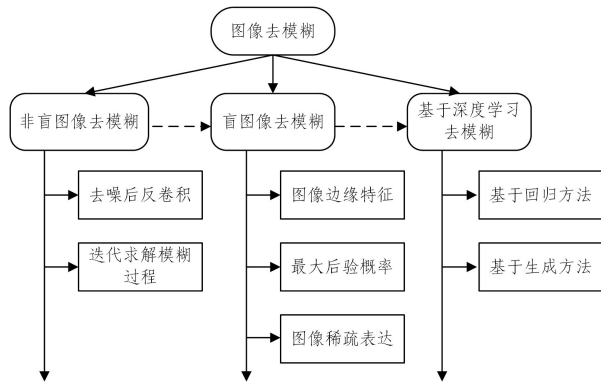 图像去模糊
非盲图像去模糊
盲图像去模糊
基于深度学习
去模糊
去噪后反卷积
迭代求解模糊
过程
图像边缘特征
最大后验概率
图像稀疏表达
基于回归方法
基于生成方法